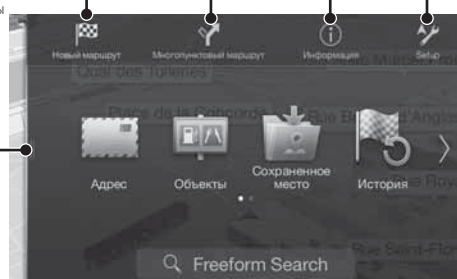 ы
Новый маршрут
Многопунктовый маршрут
Информация
Setup
Quai des Tuileries
Place de la Concorde
Адрес
Объекты
Сохраненное
место
История
Freeform Search